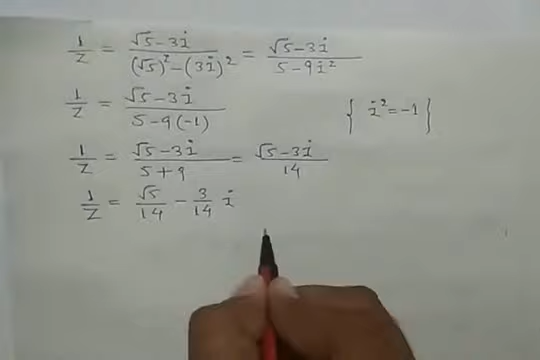 1/z = √5-3i/(√5)²-(3i)² = √5-3i/5-9i²
1/z = √5-3i/5-9(-1) { i²=-1 }
1/z = √5-3i/5+9 = √5-3i/14
1/z = √5/14 - 3/14 i